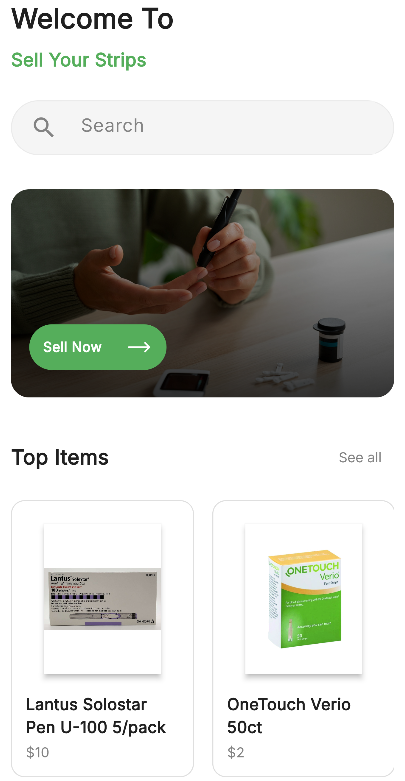 Welcome To
Sell Your Strips
Search
Sell Now
Top Items
See all
Lantus Solostar
ONETOUCH
Verio
Lantus Solostar
Pen U-100 5/pack
$10
OneTouch Verio
50ct
$2